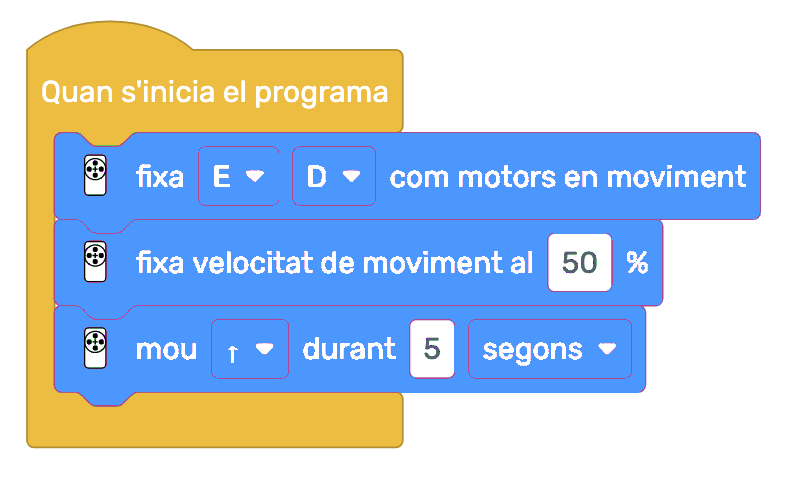 Quan s'inicia el programa
fixa E D com motors en moviment
fixa velocitat de moviment al 50 %
mou ↑ durant 5 segons